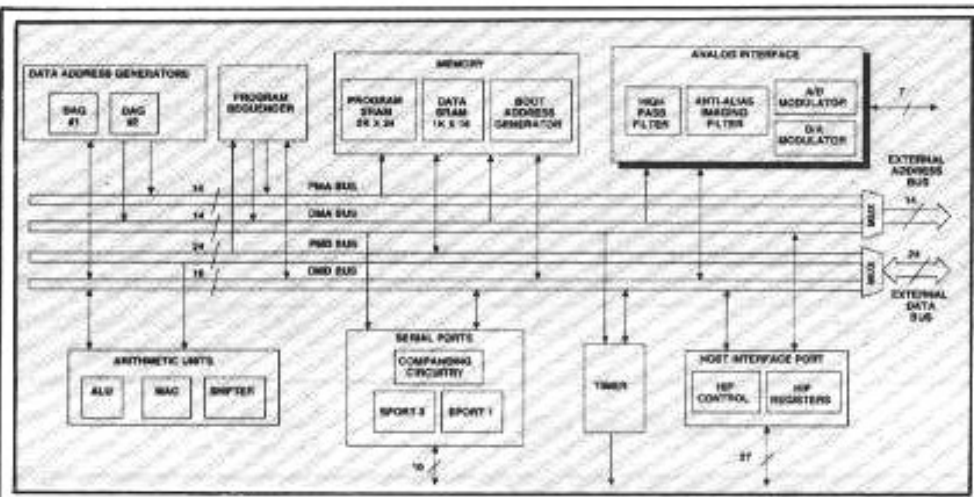 DATA ADDRESS GENERATORS
DAG
#1
DAG
#2
PROGRAM
SEQUENCER
MEMORY
PROGRAM
SRAM
2K X 24
DATA
SRAM
1K X 16
BOOT
ADDRESS
GENERATOR
ANALOG INTERFACE
HIGH
PASS
FILTER
ANTI-ALIAS
IMAGING
FILTER
A/D
MODULATOR
D/A
MODULATOR
7
EXTERNAL
ADDRESS
BUS
14
PMA BUS
14
DMA BUS
MUX
14
24
PMD BUS
16
DMD BUS
MUX
24
EXTERNAL
DATA
BUS
ARITHMETIC UNITS
ALU
MAC
SHIFTER
SERIAL PORTS
COMPANDING
CIRCUITRY
SPORT 0
SPORT 1
10
TIMER
HOST INTERFACE PORT
HIP
CONTROL
HIP
REGISTERS
27